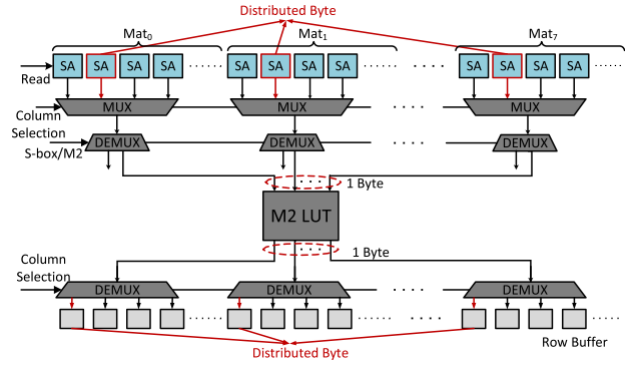 Distributed Byte
Mat0 Mat1 Mat7
SA SA SA SA ...... SA SA SA SA ...... SA SA SA SA ......
Read
MUX MUX .... MUX
Column
Selection
DEMUX DEMUX .... DEMUX
S-box/M2
... 1 Byte
M2 LUT
... 1 Byte
Column
Selection
DEMUX DEMUX .... DEMUX
...... ...... ......
Row Buffer
Distributed Byte